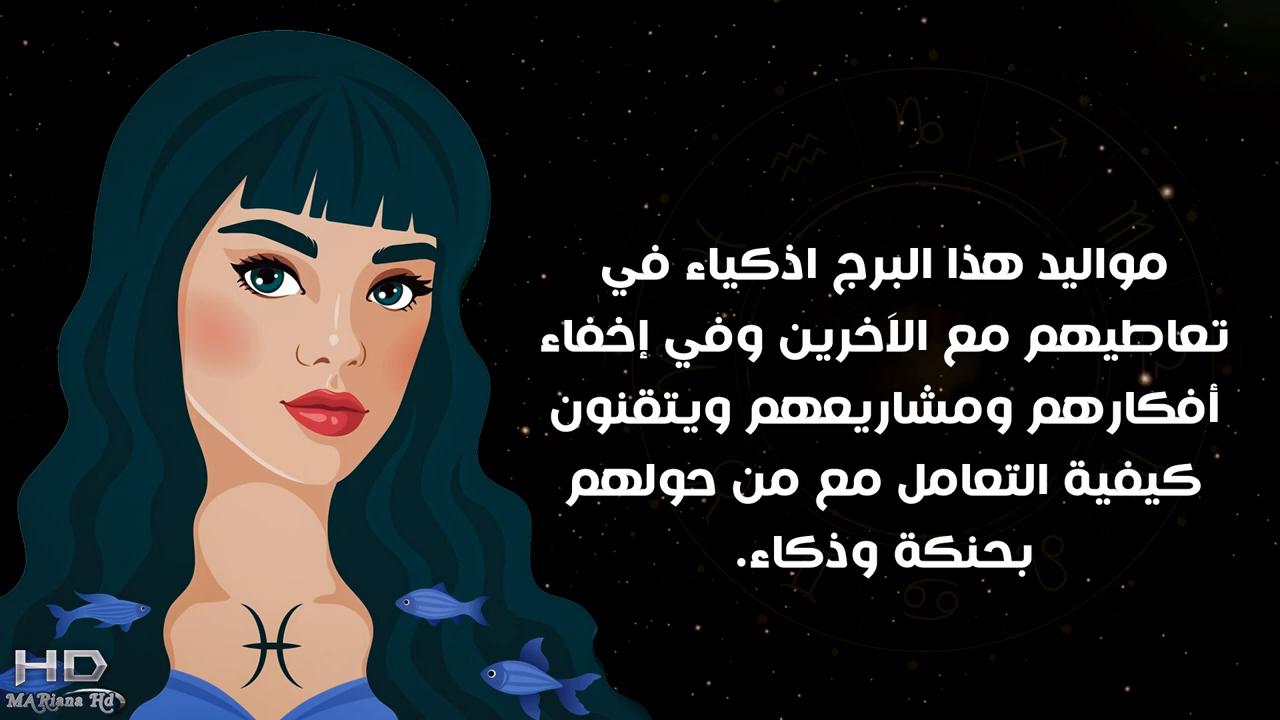 مواليد هذا البرج اذكياء في
تعاطيهم مع الآخرين وفي إخفاء
أفكارهم ومشاريعهم ويتقنون
كيفية التعامل مع من حولهم
بحنكة وذكاء.
HD
MARiana Hd